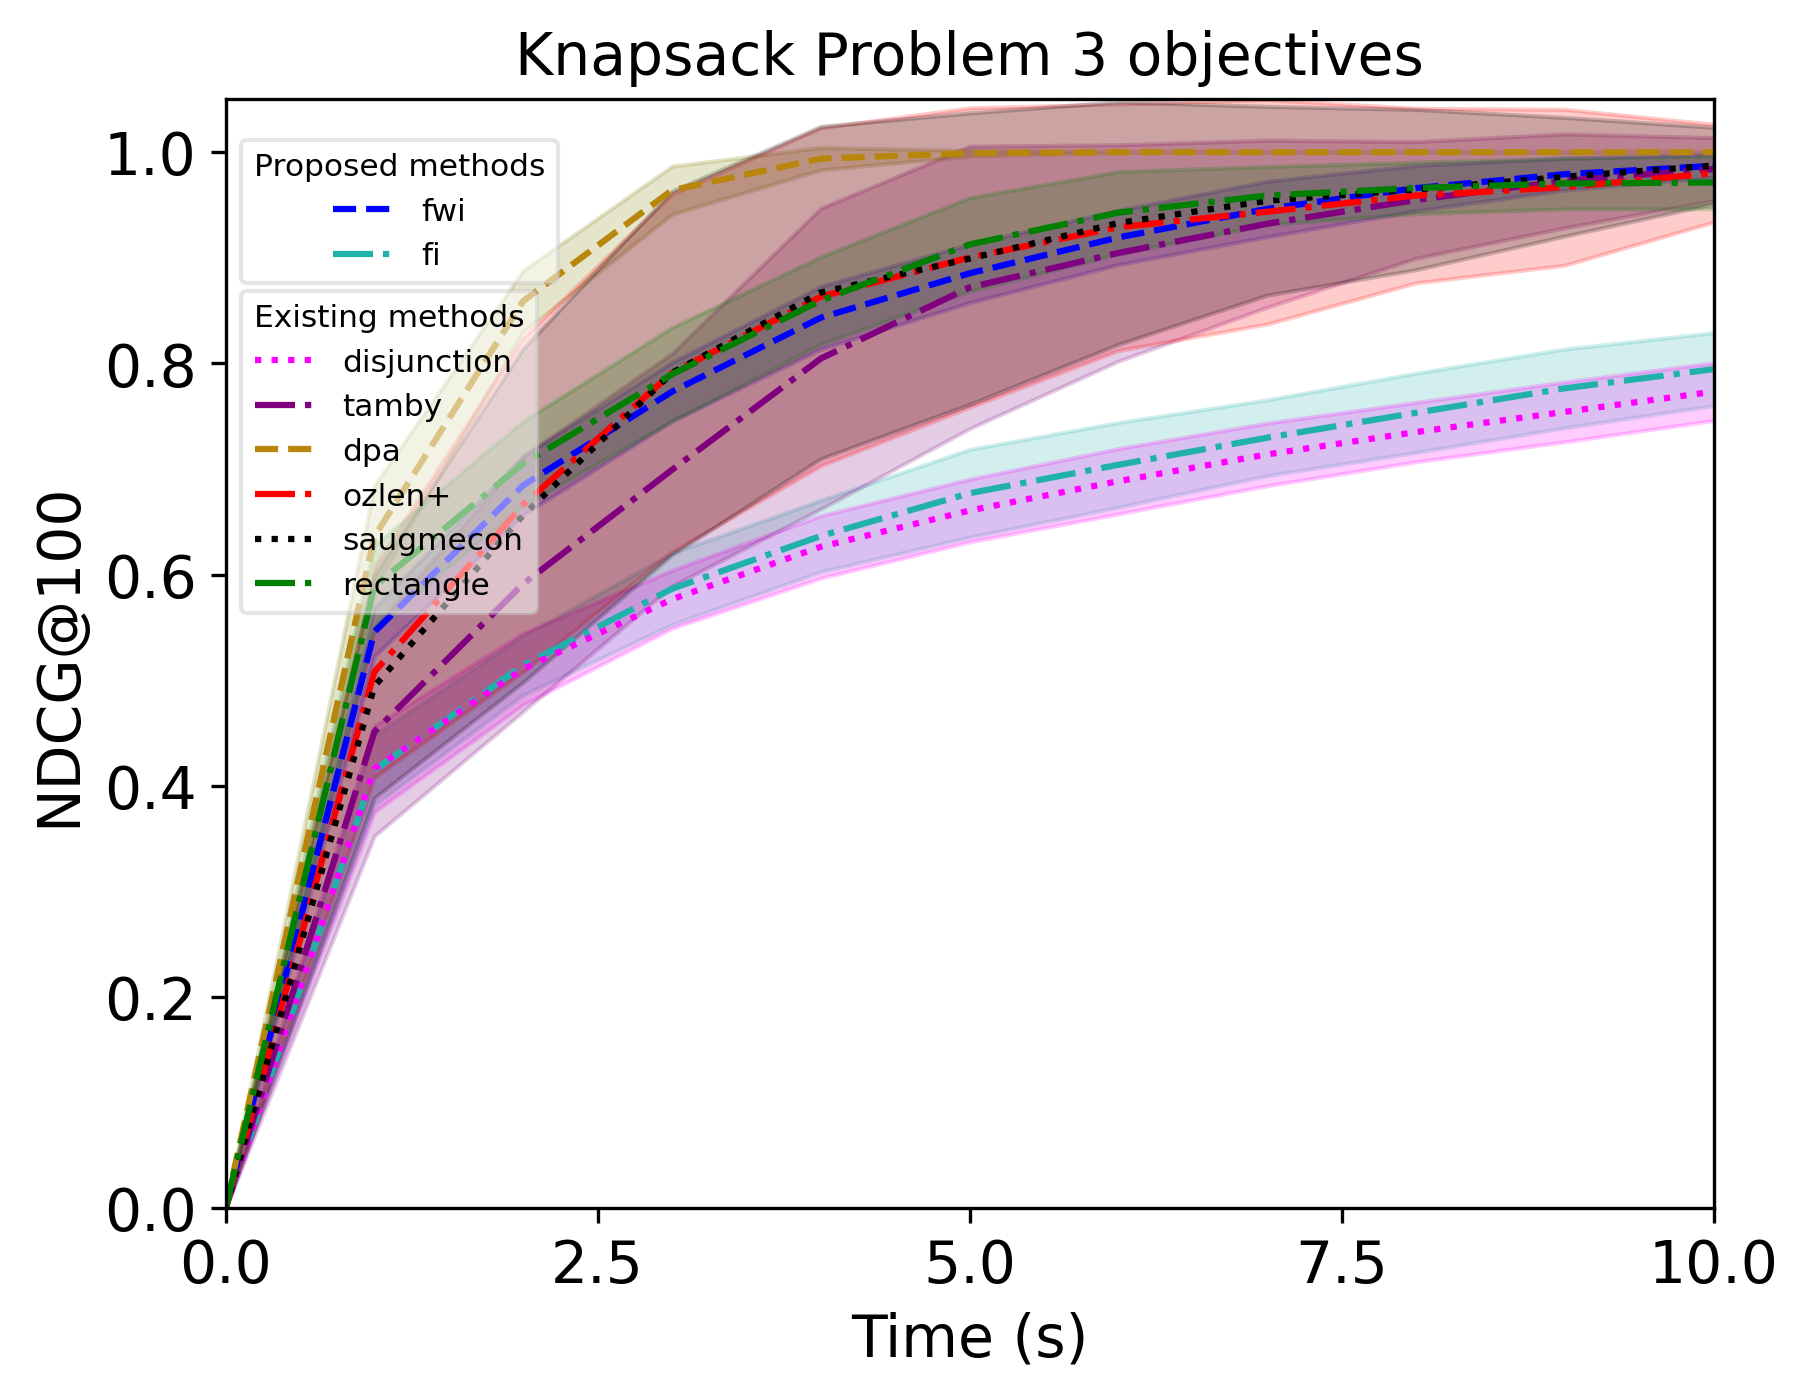 Knapsack Problem 3 objectives
NDCG@100
1.0
0.8
0.6
0.4
0.2
0.0
Proposed methods
fwi
fi
Existing methods
disjunction
tamby
dpa
ozlen+
saugmecon
rectangle
0.0 2.5 5.0 7.5 10.0
Time (s)